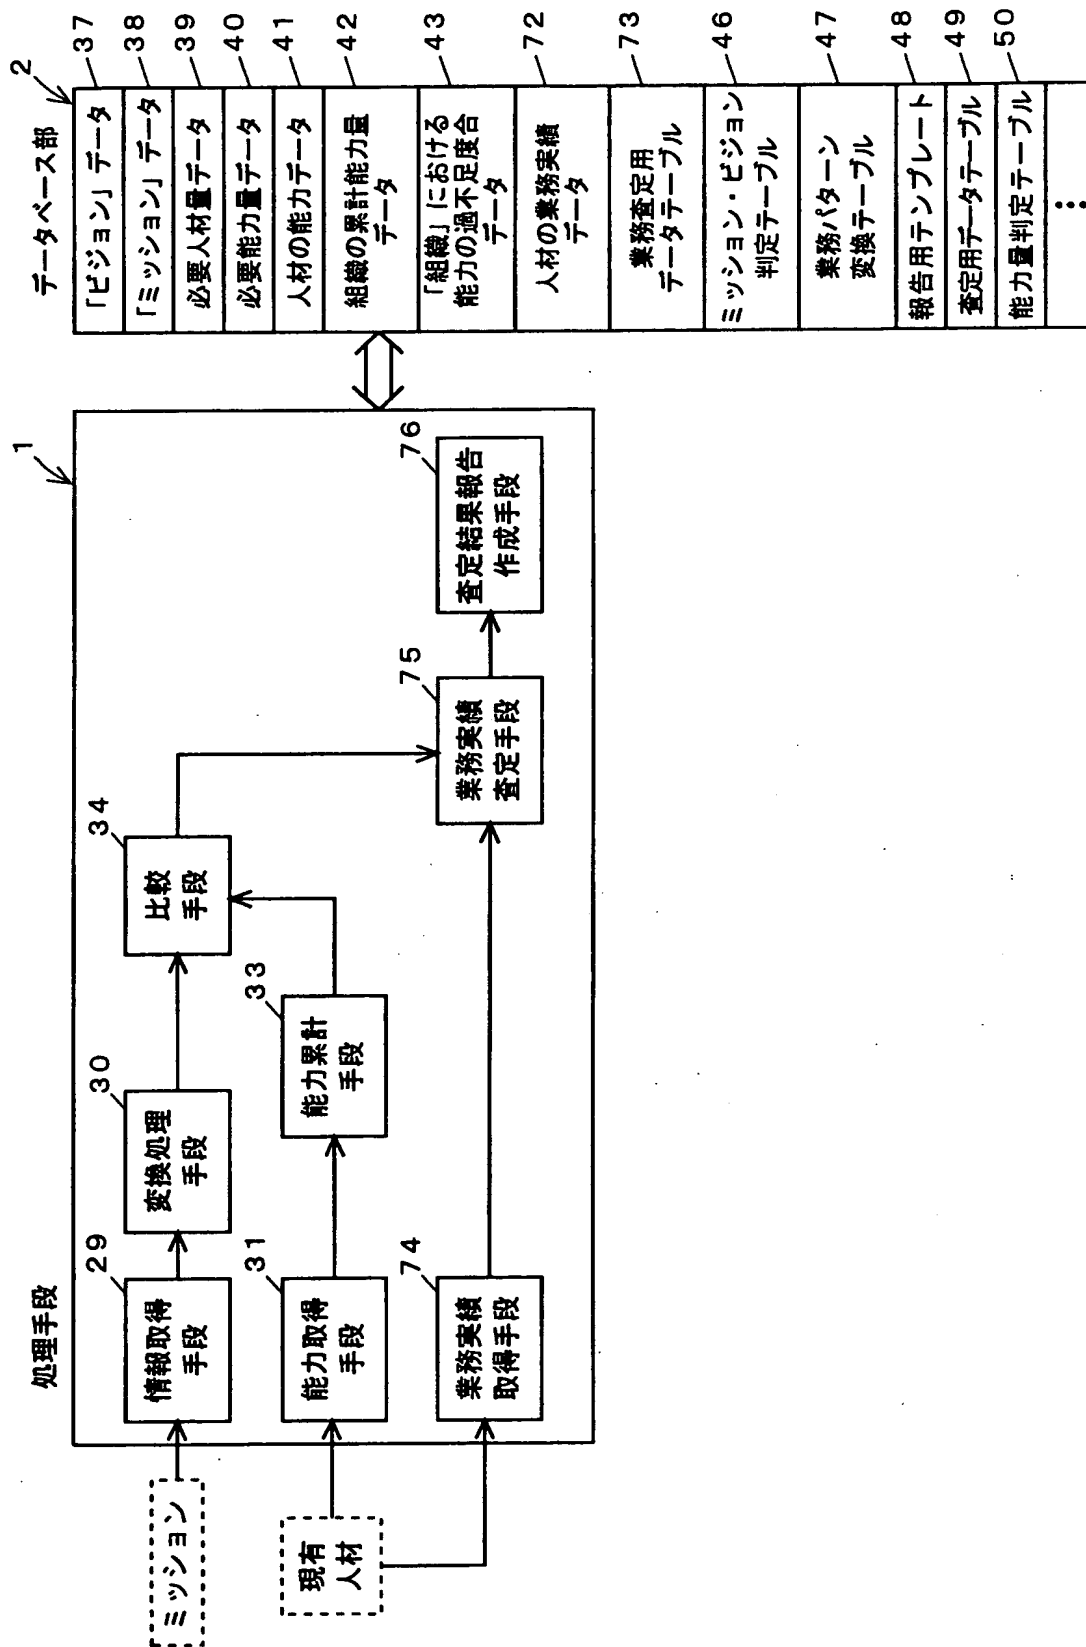 処理手段
1
「ミッション」
現有
人材
29
情報取得
手段
30
変換処理
手段
34
比較
手段
31
能力取得
手段
33
能力累計
手段
74
業務実績
取得手段
75
業務実績
査定手段
76
査定結果報告
作成手段
データベース部
2
「ビジョン」データ
37
「ミッション」データ
38
必要人材量データ
39
必要能力量データ
40
人材の能力データ
41
組織の累計能力量
データ
42
「組織」における
能力の過不足度合
データ
43
人材の業務実績
データ
72
業務査定用
データテーブル
73
ミッション・ビジョン
判定テーブル
46
業務パターン
変換テーブル
47
報告用テンプレート
48
査定用データテーブル
49
能力量判定テーブル
50